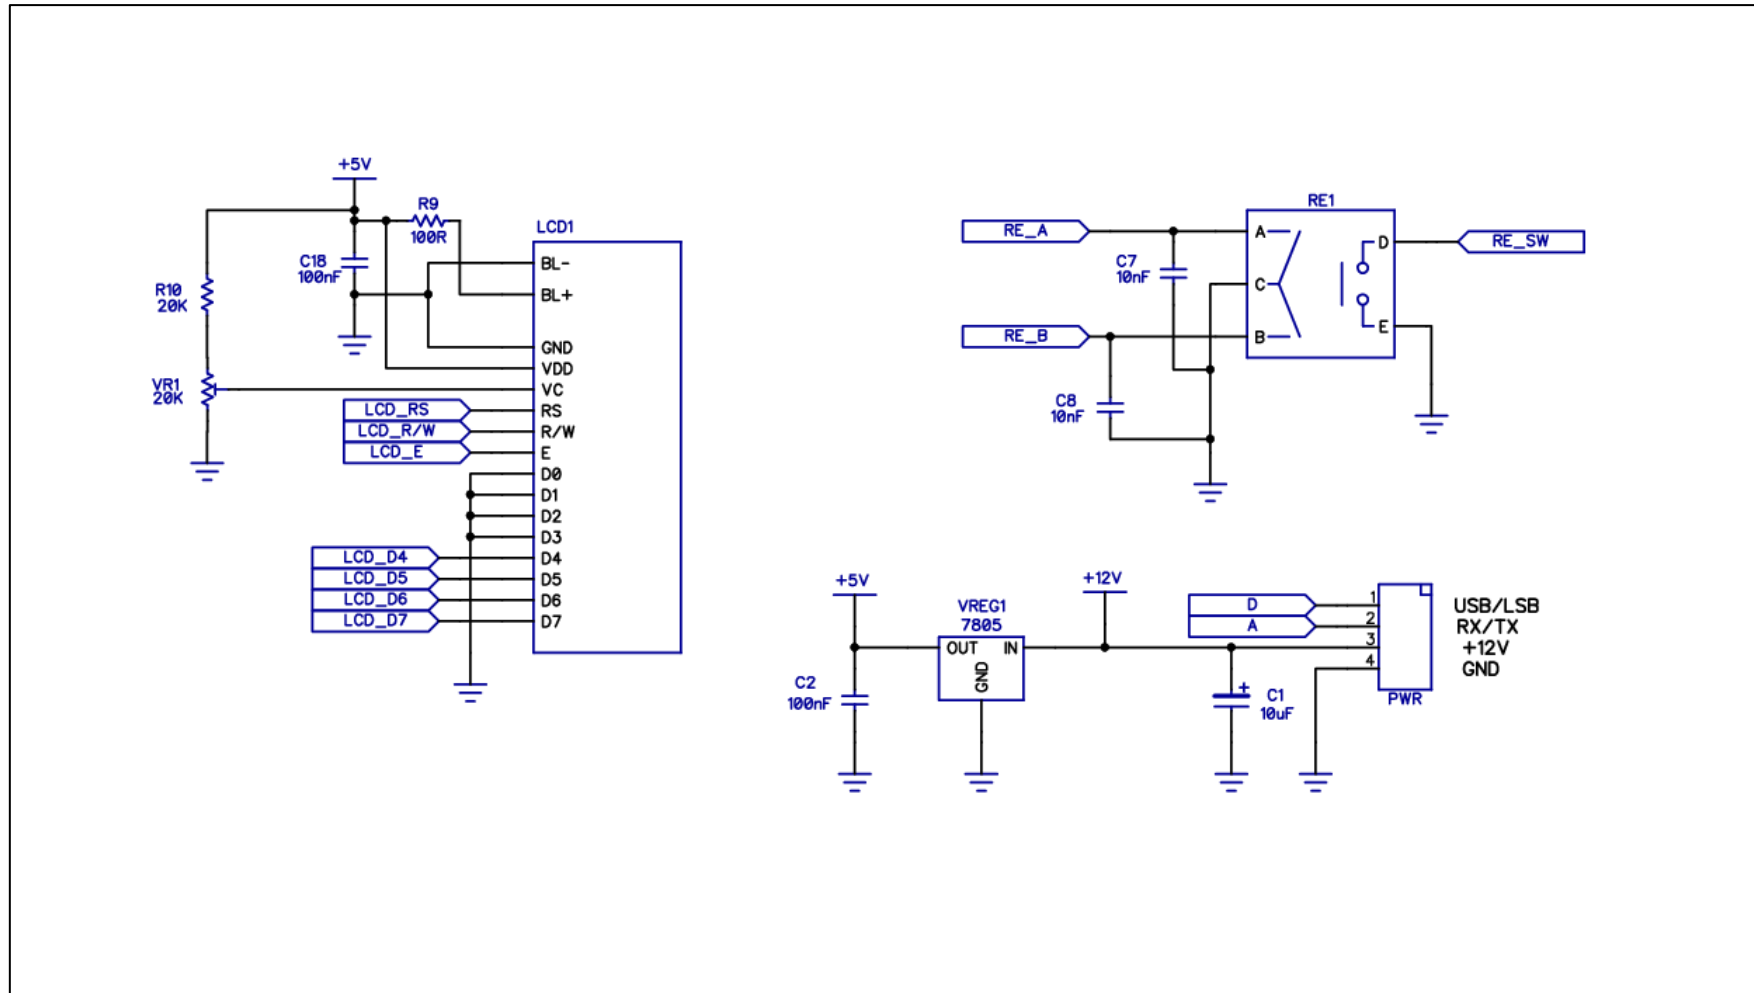 +5V
R9
100R
C18
100nF
R10
20K
VR1
20K
LCD1
BL-
BL+
GND
VDD
VC
RS
R/W
E
D0
D1
D2
D3
D4
D5
D6
D7
LCD_RS
LCD_R/W
LCD_E
LCD_D4
LCD_D5
LCD_D6
LCD_D7
RE1
RE_A
RE_B
A
C
B
D
E
RE_SW
C7
10nF
C8
10nF
+5V
VREG1
7805
OUT IN
GND
C2
100nF
+12V
D
A
C1
+
10uF
1
2
3
4
PWR
USB/LSB
RX/TX
+12V
GND